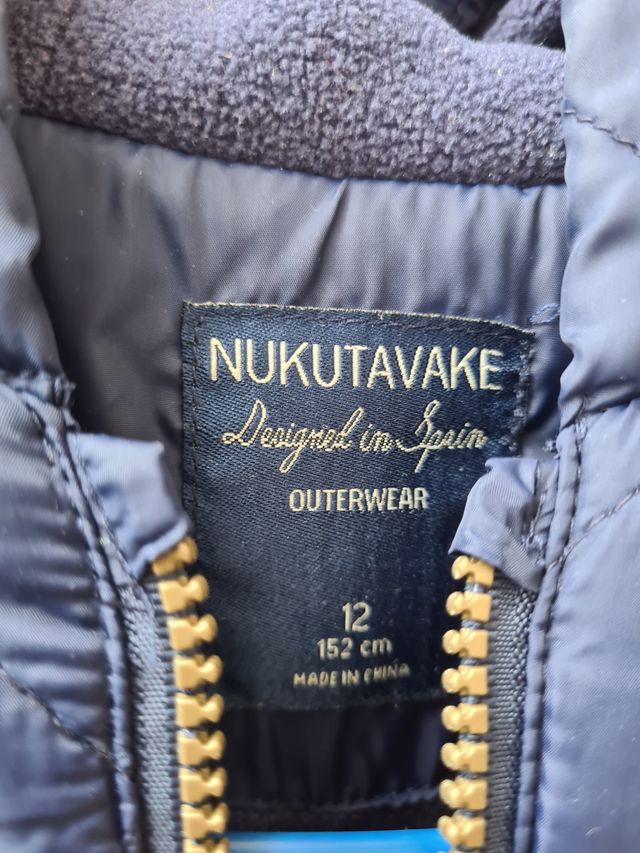 NUKUTAVAKE
Designed in Spain
OUTERWEAR
12
152 cm
MADE IN CHINA